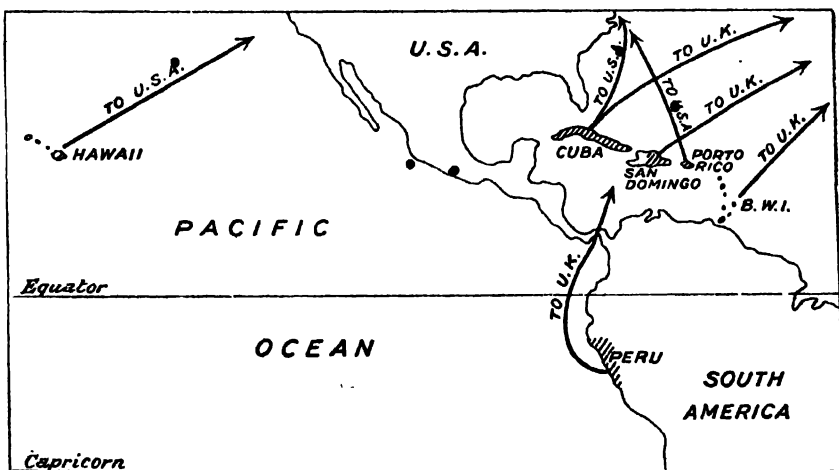 U.S.A.
TO U.S.A.
HAWAII
TO U.S.A.
TO U.K.
TO U.S.A
TO U.K.
TO U.K.
CUBA
SAN
DOMINGO
PORTO
RICO
B.W.I.
PACIFIC
TO U.K.
Equator
OCEAN
PERU
SOUTH
AMERICA
Capricorn